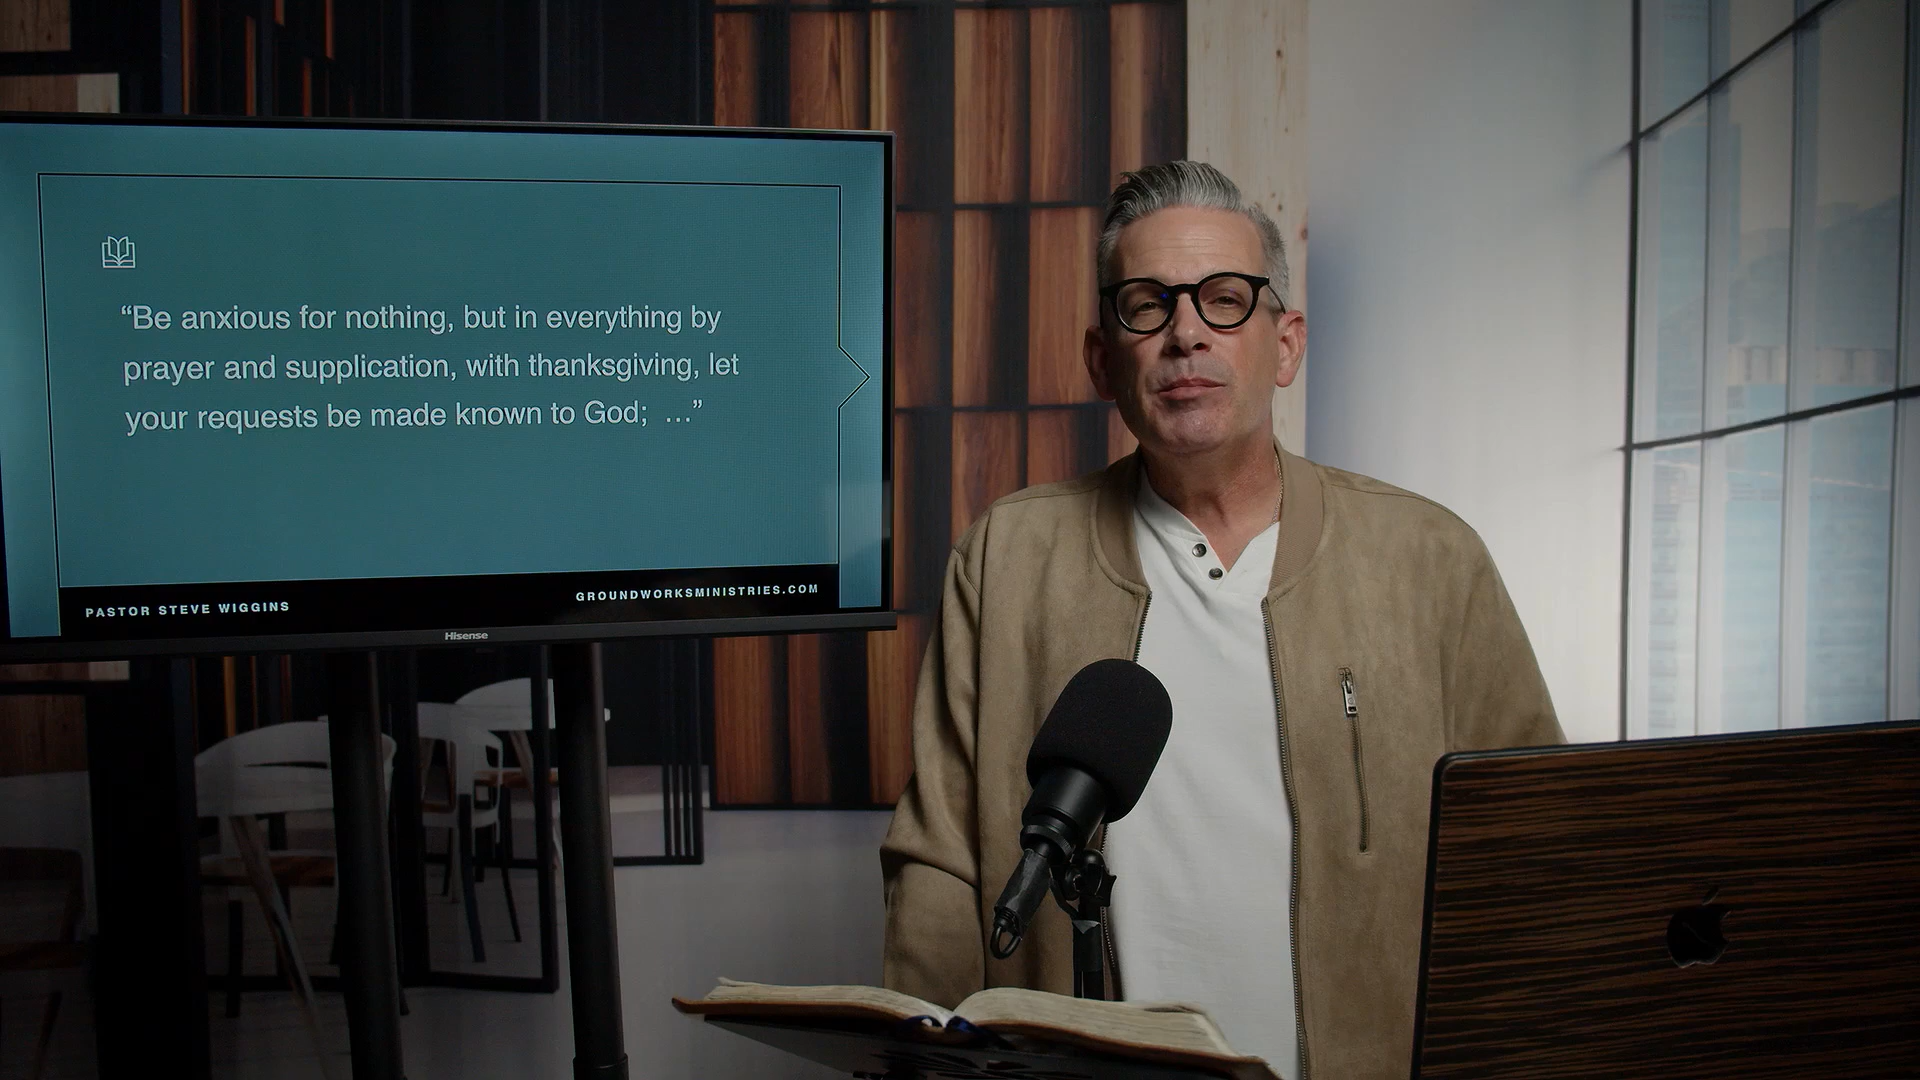 “Be anxious for nothing, but in everything by
prayer and supplication, with thanksgiving, let
your requests be made known to God;  …”
PASTOR STEVE WIGGINS
GROUNDWORKSMINISTRIES.COM
Hisense